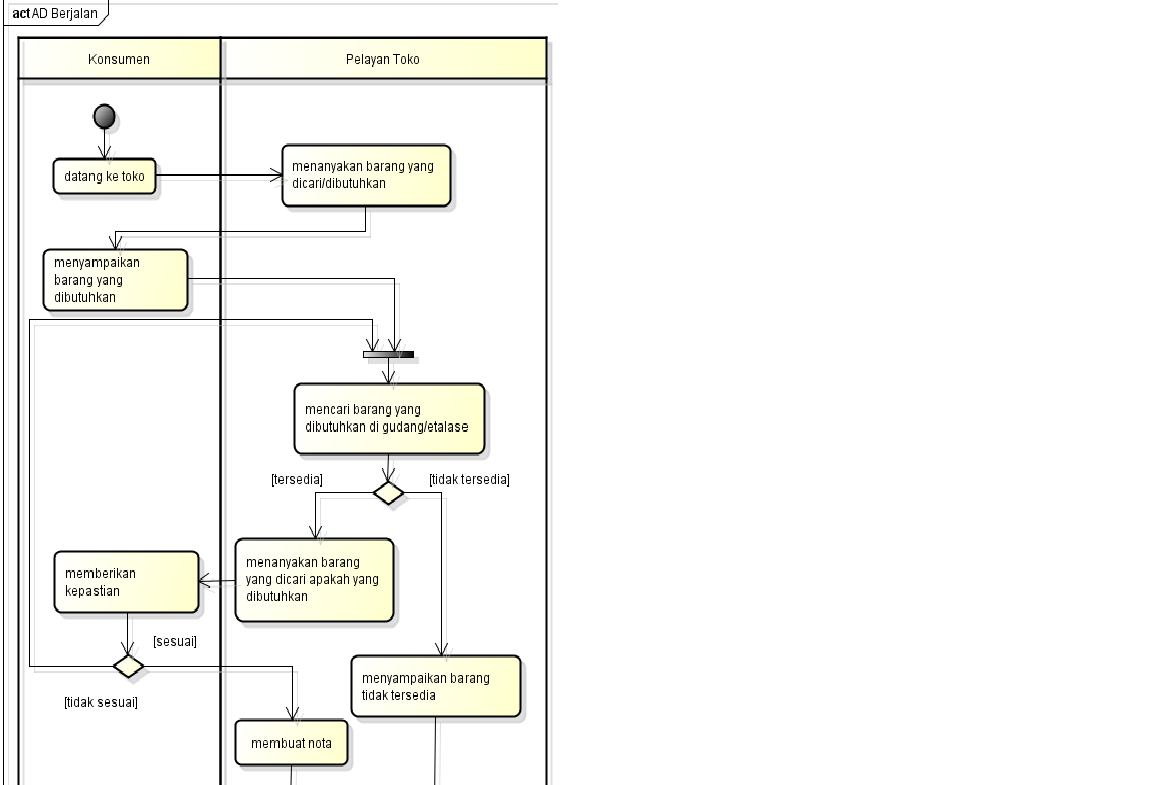 act AD Berjalan
Konsumen
Pelayan Toko
datang ke toko
menanyakan barang yang
dicari/dibutuhkan
menyampaikan
barang yang
dibutuhkan
mencari barang yang
dibutuhkan di gudang/etalase
[tersedia]
[tidak tersedia]
menanyakan barang
yang dicari apakah yang
dibutuhkan
memberikan
kepastian
[sesuai]
[tidak sesuai]
menyampaikan barang
tidak tersedia
membuat nota